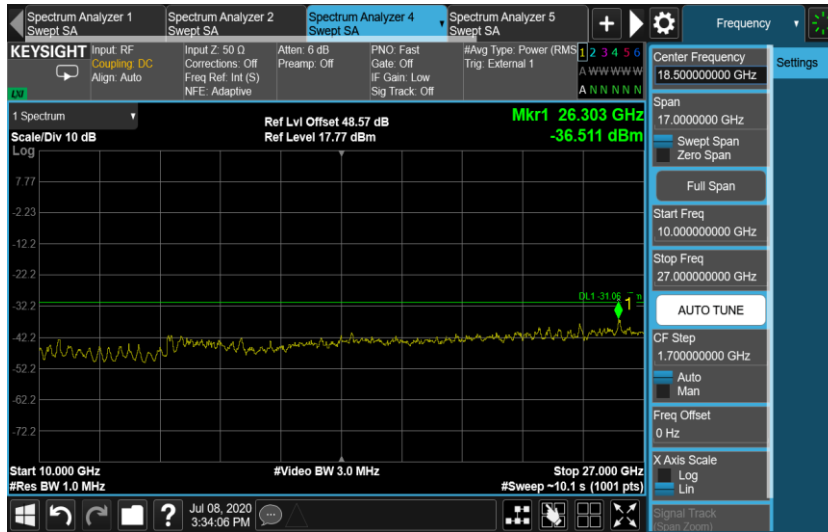 Spectrum Analyzer 1
Swept SA
Spectrum Analyzer 2
Swept SA
Spectrum Analyzer 4
Swept SA
Spectrum Analyzer 5
Swept SA
+
Frequency
KEYSIGHT
LXI
Input: RF
Coupling: DC
Align: Auto
Input Z: 50 Ω
Corrections: Off
Freq Ref: Int (S)
NFE: Adaptive
Atten: 6 dB
Preamp: Off
PNO: Fast
Gate: Off
IF Gain: Low
Sig Track: Off
#Avg Type: Power (RMS
Trig: External 1
1 2 3 4 5 6
A W W W W W
A N N N N N
1 Spectrum
Scale/Div 10 dB
Log
Ref Lvl Offset 48.57 dB
Ref Level 17.77 dBm
Mkr1 26.303 GHz
-36.511 dBm
7.77
-2.23
-12.2
-22.2
-32.2
-42.2
-52.2
-62.2
-72.2
1
Start 10.000 GHz
#Res BW 1.0 MHz
#Video BW 3.0 MHz
Stop 27.000 GHz
#Sweep ~10.1 s (1001 pts)
Settings
Center Frequency
18.500000000 GHz
Span
17.0000000 GHz
Swept Span
Zero Span
Full Span
Start Freq
10.000000000 GHz
Stop Freq
27.000000000 GHz
AUTO TUNE
CF Step
1.700000000 GHz
Auto
Man
Freq Offset
0 Hz
X Axis Scale
Log
Lin
Signal Track
(Span Zoom)
?
Jul 08, 2020
3:34:06 PM